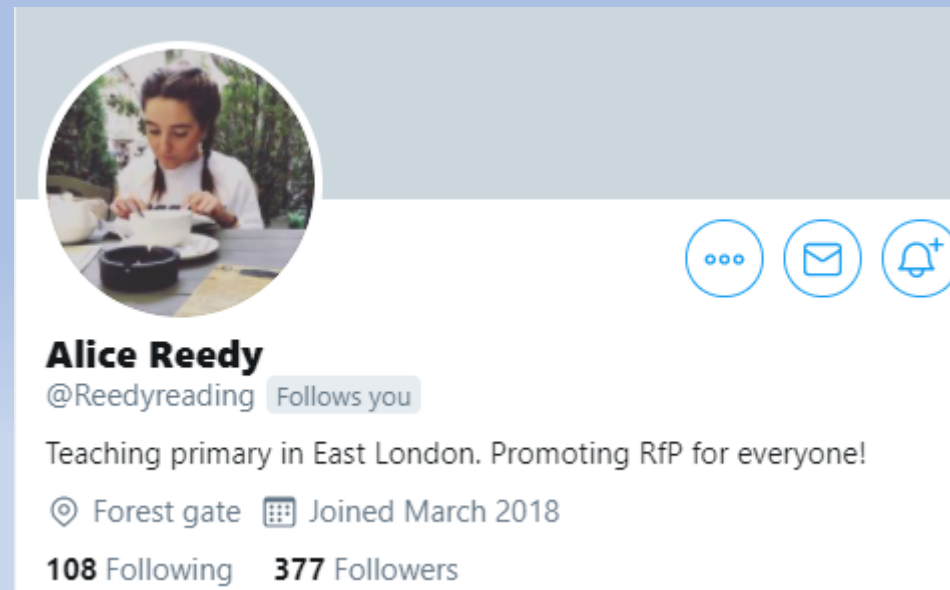 Alice Reedy
@Reedyreading Follows you
Teaching primary in East London. Promoting RfP for everyone!
Forest gate Joined March 2018
108 Following 377 Followers